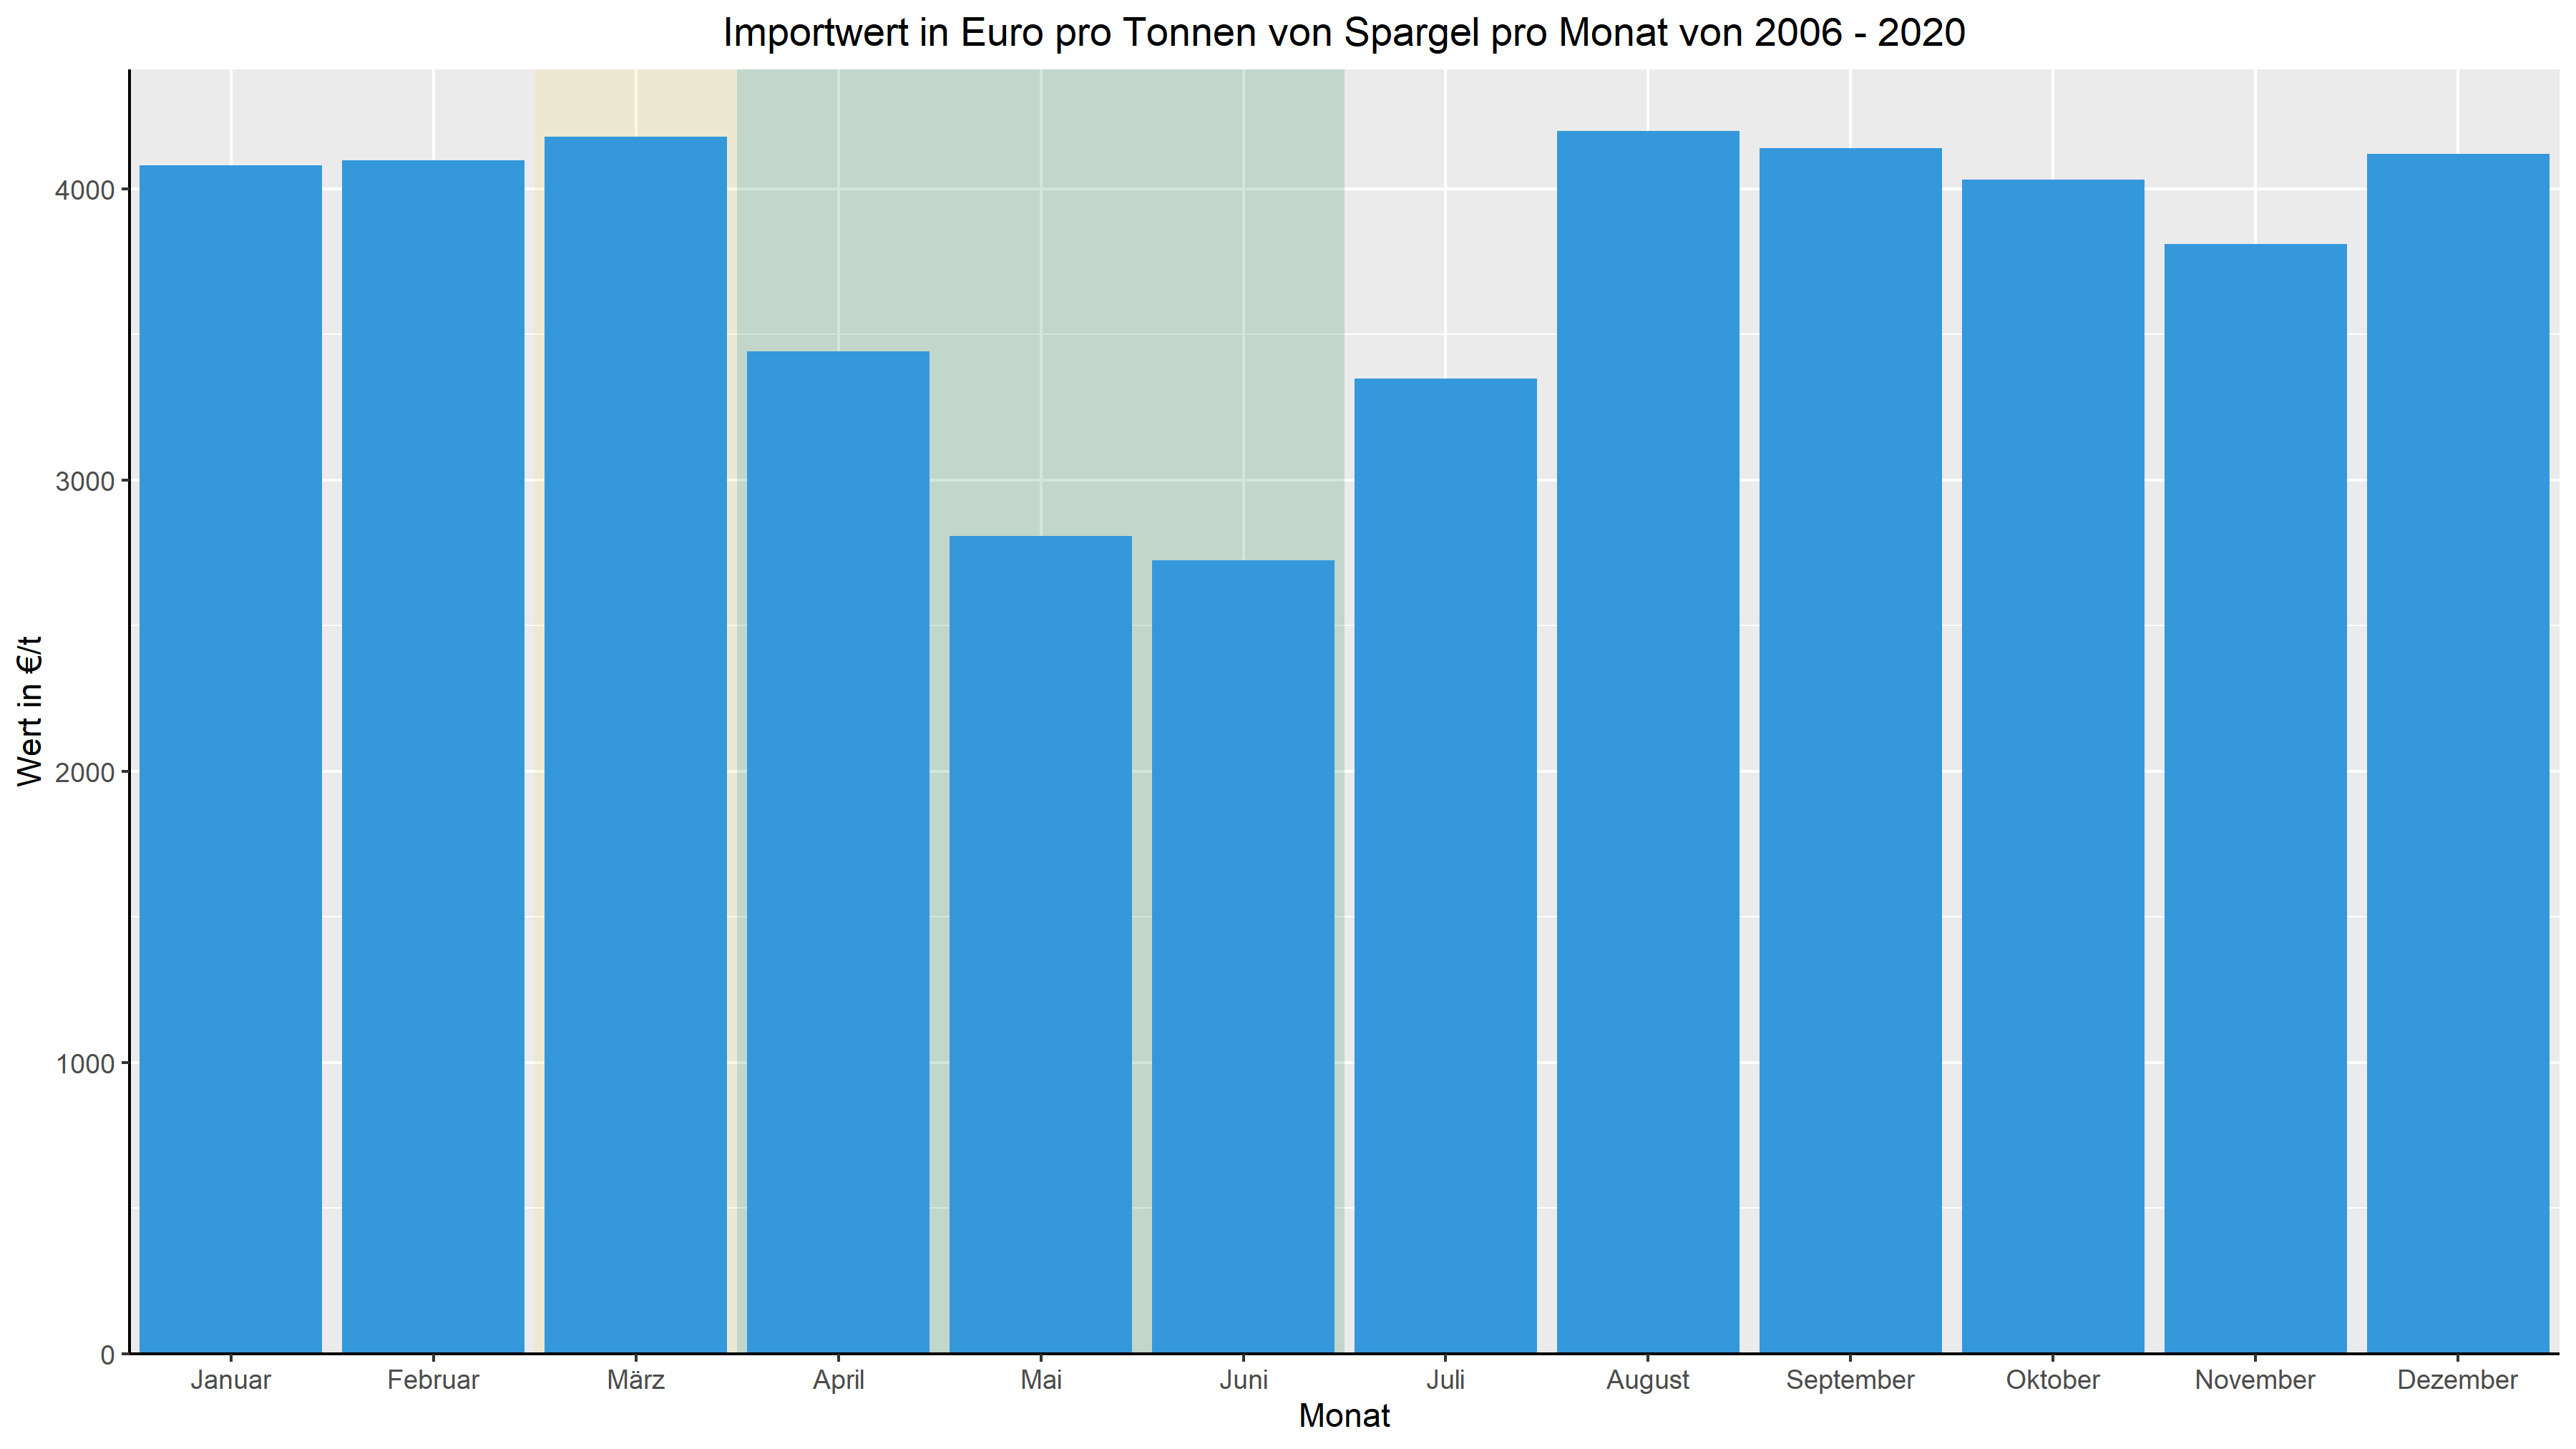 Importwert in Euro pro Tonnen von Spargel pro Monat von 2006 - 2020
Wert in €/t
4000
3000
2000
1000
0
Januar Februar März April Mai Juni Juli August September Oktober November Dezember
Monat